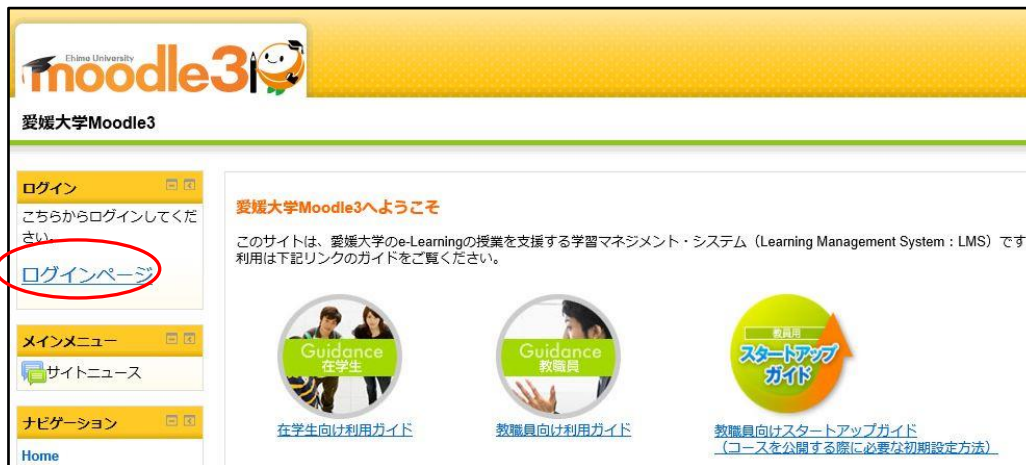 Ehime University
moodle3
愛媛大学Moodle3
ログイン
こちらからログインしてくだ
さい。
ログインページ
メインメニュー
サイトニュース
ナビゲーション
Home
愛媛大学Moodle3へようこそ
このサイトは、愛媛大学のe-Learningの授業を支援する学習マネジメント・システム（Learning Management System：LMS）です
利用は下記リンクのガイドをご覧ください。
Guidance
在学生
在学生向け利用ガイド
Guidance
教職員
教職員向け利用ガイド
教員用
スタートアップ
ガイド
教職員向けスタートアップガイド
（コースを公開する際に必要な初期設定方法）